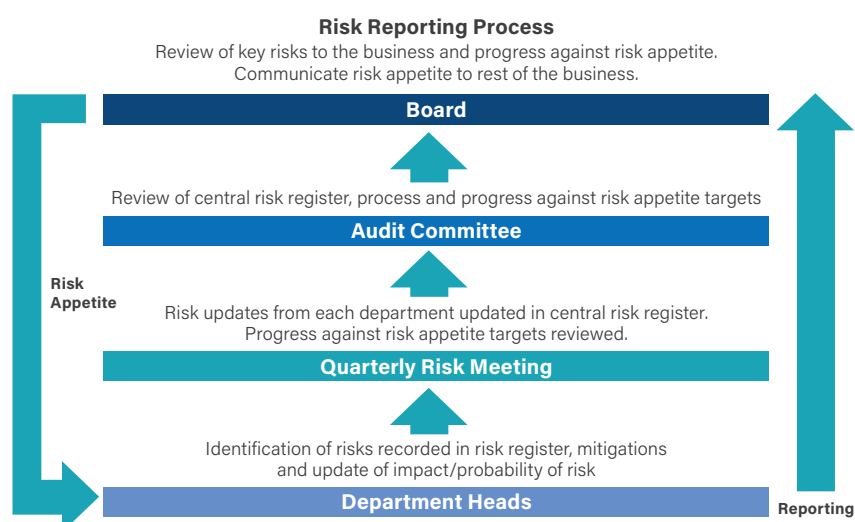 Risk Reporting Process
Review of key risks to the business and progress against risk appetite.
Communicate risk appetite to rest of the business.
Board
Review of central risk register, process and progress against risk appetite targets
Audit Committee
Risk
Appetite
Risk updates from each department updated in central risk register.
Progress against risk appetite targets reviewed.
Quarterly Risk Meeting
Identification of risks recorded in risk register, mitigations
and update of impact/probability of risk
Department Heads
Reporting